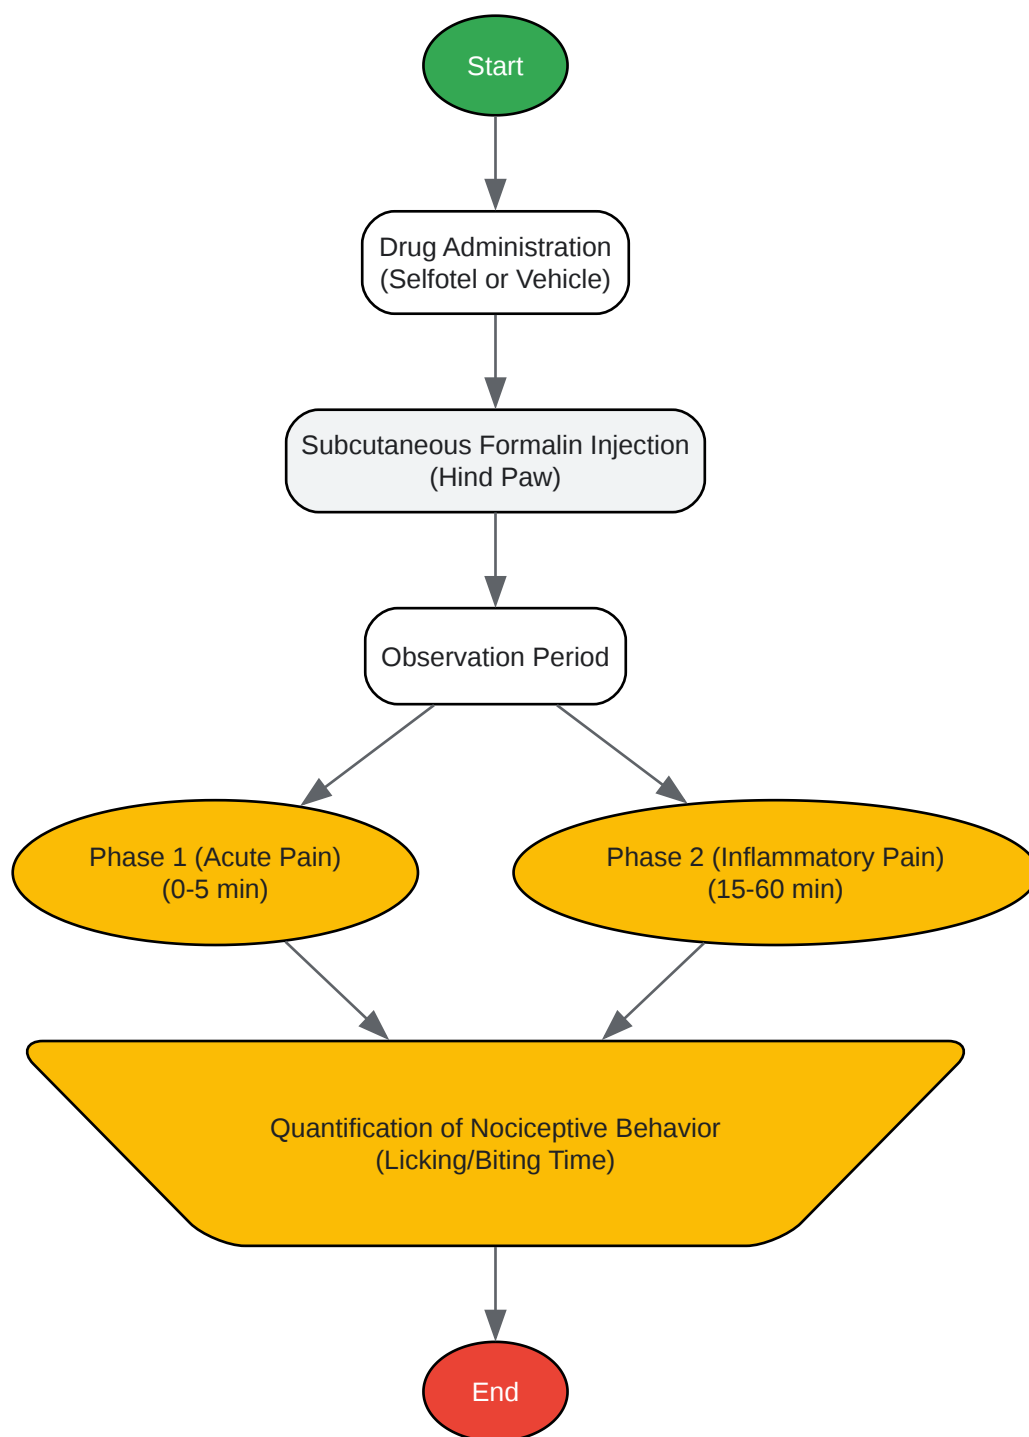 Start
Drug Administration
(Selfotel or Vehicle)
Subcutaneous Formalin Injection
(Hind Paw)
Observation Period
Phase 1 (Acute Pain)
(0-5 min)
Phase 2 (Inflammatory Pain)
(15-60 min)
Quantification of Nociceptive Behavior
(Licking/Biting Time)
End